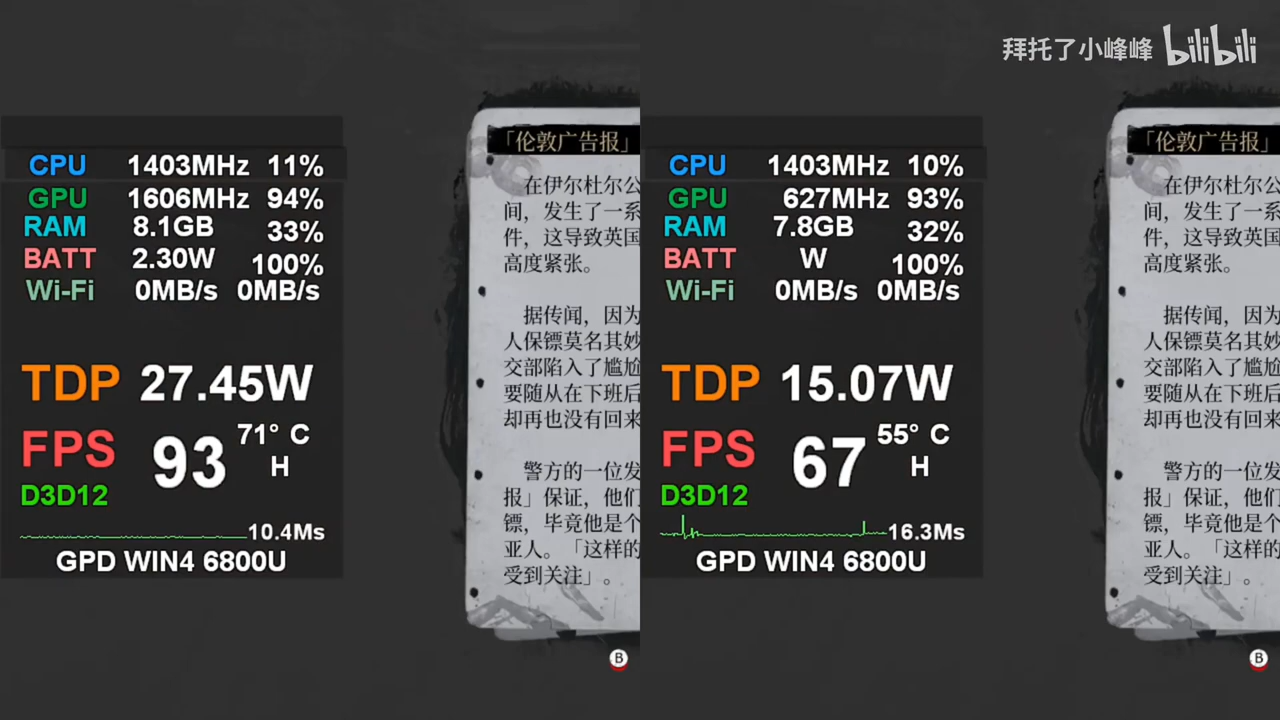 拜托了小峰峰 bilibili
CPU 1403MHz 11%
GPU 1606MHz 94%
RAM 8.1GB 33%
BATT 2.30W 100%
Wi-Fi 0MB/s 0MB/s
TDP 27.45W
FPS 93 71° C
H
D3D12
10.4Ms
GPD WIN4 6800U
「伦敦广告报」
在伊尔杜尔公
间，发生了一系
件，这导致英国
高度紧张。
据传闻，因为
人保镖莫名其妙
交部陷入了尴尬
要随从在下班后
却再也没有回来
警方的一位发
报」保证，他们
镖，毕竟他是个
亚人。「这样的
受到关注」。
B
CPU 1403MHz 10%
GPU 627MHz 93%
RAM 7.8GB 32%
BATT W 100%
Wi-Fi 0MB/s 0MB/s
TDP 15.07W
FPS 67 55° C
H
D3D12
16.3Ms
GPD WIN4 6800U
「伦敦广告报」
在伊尔杜尔公
间，发生了一系
件，这导致英国
高度紧张。
据传闻，因为
人保镖莫名其妙
交部陷入了尴尬
要随从在下班后
却再也没有回来
警方的一位发
报」保证，他们
镖，毕竟他是个
亚人。「这样的
受到关注」。
B